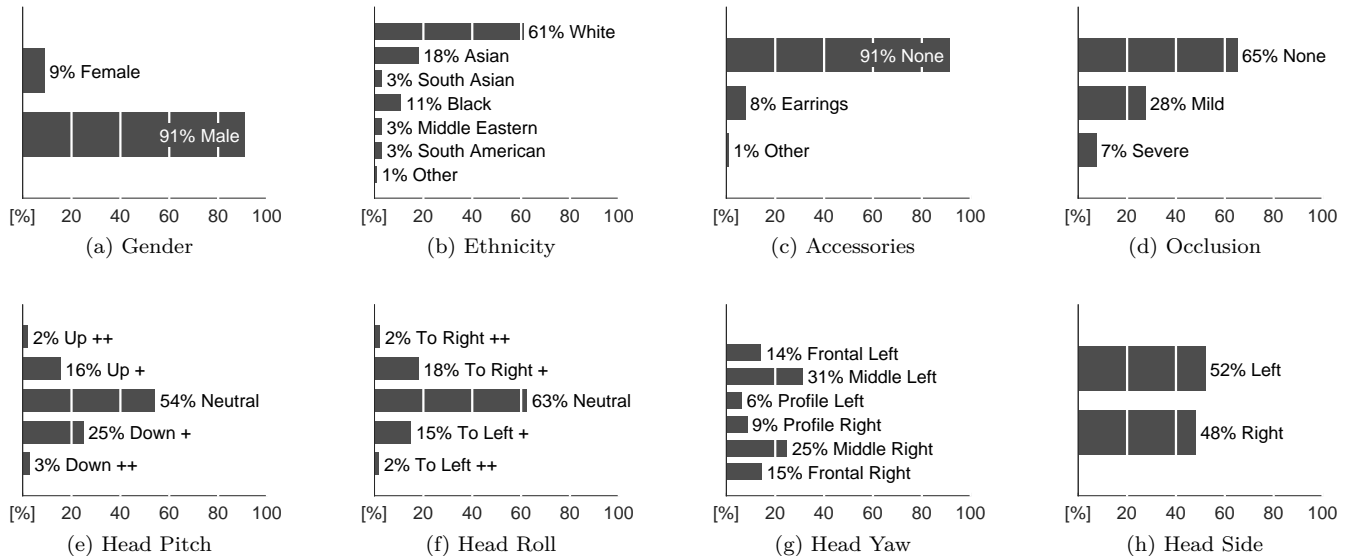 9% Female
91% Male
[%] 20 40 60 80 100
(a) Gender
61% White
18% Asian
3% South Asian
11% Black
3% Middle Eastern
3% South American
1% Other
[%] 20 40 60 80 100
(b) Ethnicity
91% None
8% Earrings
1% Other
[%] 20 40 60 80 100
(c) Accessories
65% None
28% Mild
7% Severe
[%] 20 40 60 80 100
(d) Occlusion
2% Up ++
16% Up +
54% Neutral
25% Down +
3% Down ++
[%] 20 40 60 80 100
(e) Head Pitch
2% To Right ++
18% To Right +
63% Neutral
15% To Left +
2% To Left ++
[%] 20 40 60 80 100
(f) Head Roll
14% Frontal Left
31% Middle Left
6% Profile Left
9% Profile Right
25% Middle Right
15% Frontal Right
[%] 20 40 60 80 100
(g) Head Yaw
52% Left
48% Right
[%] 20 40 60 80 100
(h) Head Side